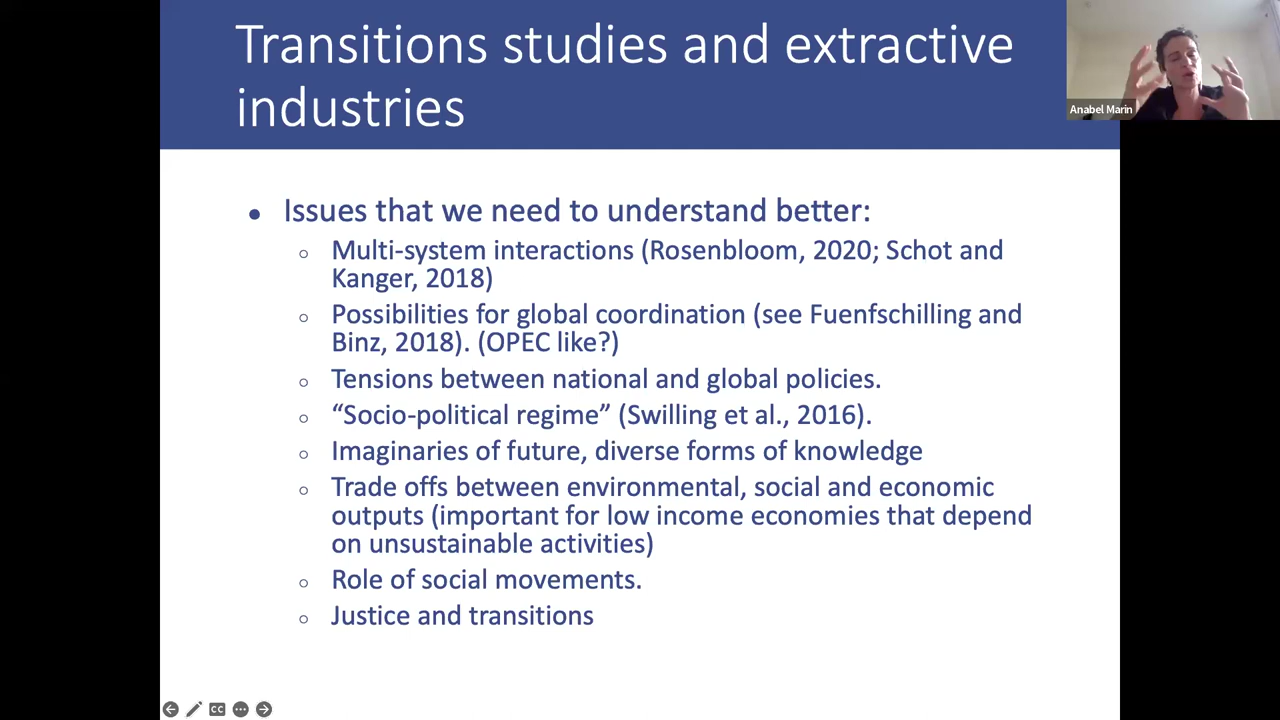 Transitions studies and extractive
industries
Anabel Marín
● Issues that we need to understand better:
○ Multi-system interactions (Rosenbloom, 2020; Schot and
Kanger, 2018)
○ Possibilities for global coordination (see Fuenfschilling and
Binz, 2018). (OPEC like?)
○ Tensions between national and global policies.
○ “Socio-political regime” (Swilling et al., 2016).
○ Imaginaries of future, diverse forms of knowledge
○ Trade offs between environmental, social and economic
outputs (important for low income economies that depend
on unsustainable activities)
○ Role of social movements.
○ Justice and transitions
CC